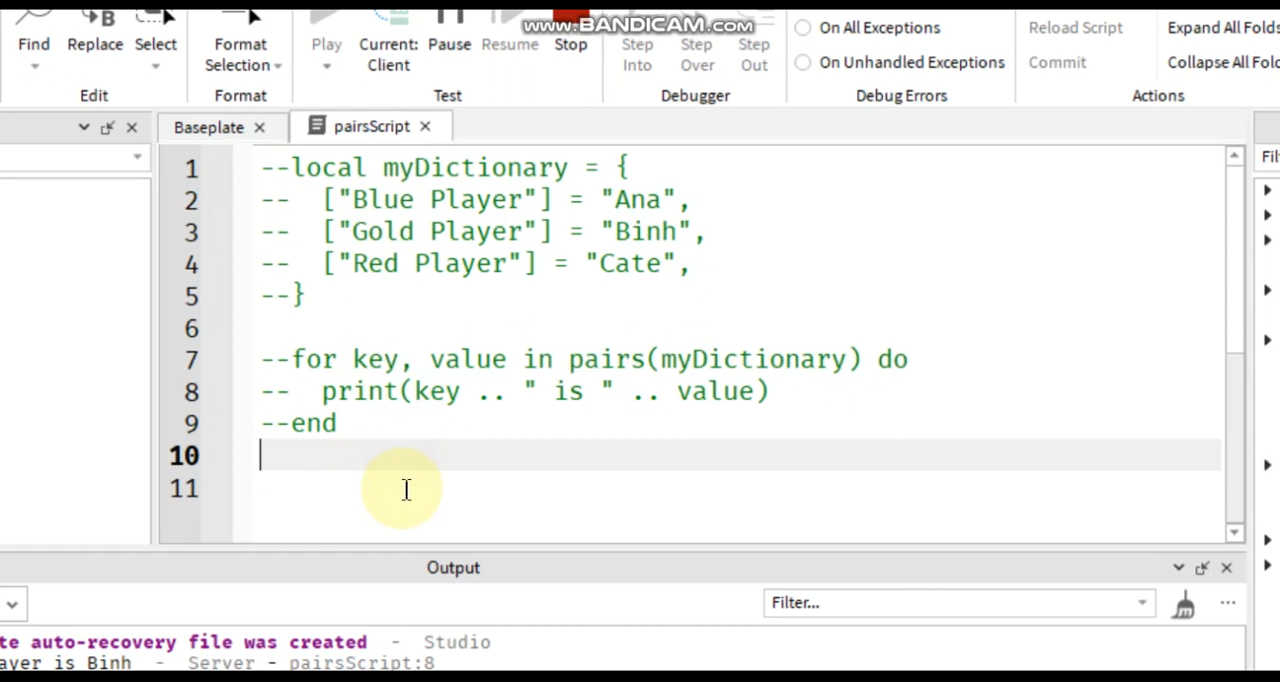 www.BANDICAM.com
Find Replace Select
Edit
Format Selection
Format
Play Current: Client Pause Resume Stop
Test
Step Into Step Over Step Out
Debugger
On All Exceptions
On Unhandled Exceptions
Debug Errors
Reload Script
Commit
Expand All Folds
Collapse All Fold
Actions
Baseplate
pairsScript
Filt
1 --local myDictionary = {
2 --  ["Blue Player"] = "Ana",
3 --  ["Gold Player"] = "Binh",
4 --  ["Red Player"] = "Cate",
5 --}
6
7 --for key, value in pairs(myDictionary) do
8 --  print(key .. " is " .. value)
9 --end
10
11
Output
Filter...
te auto-recovery file was created - Studio
ayer is Binh - Server - pairsScript:8